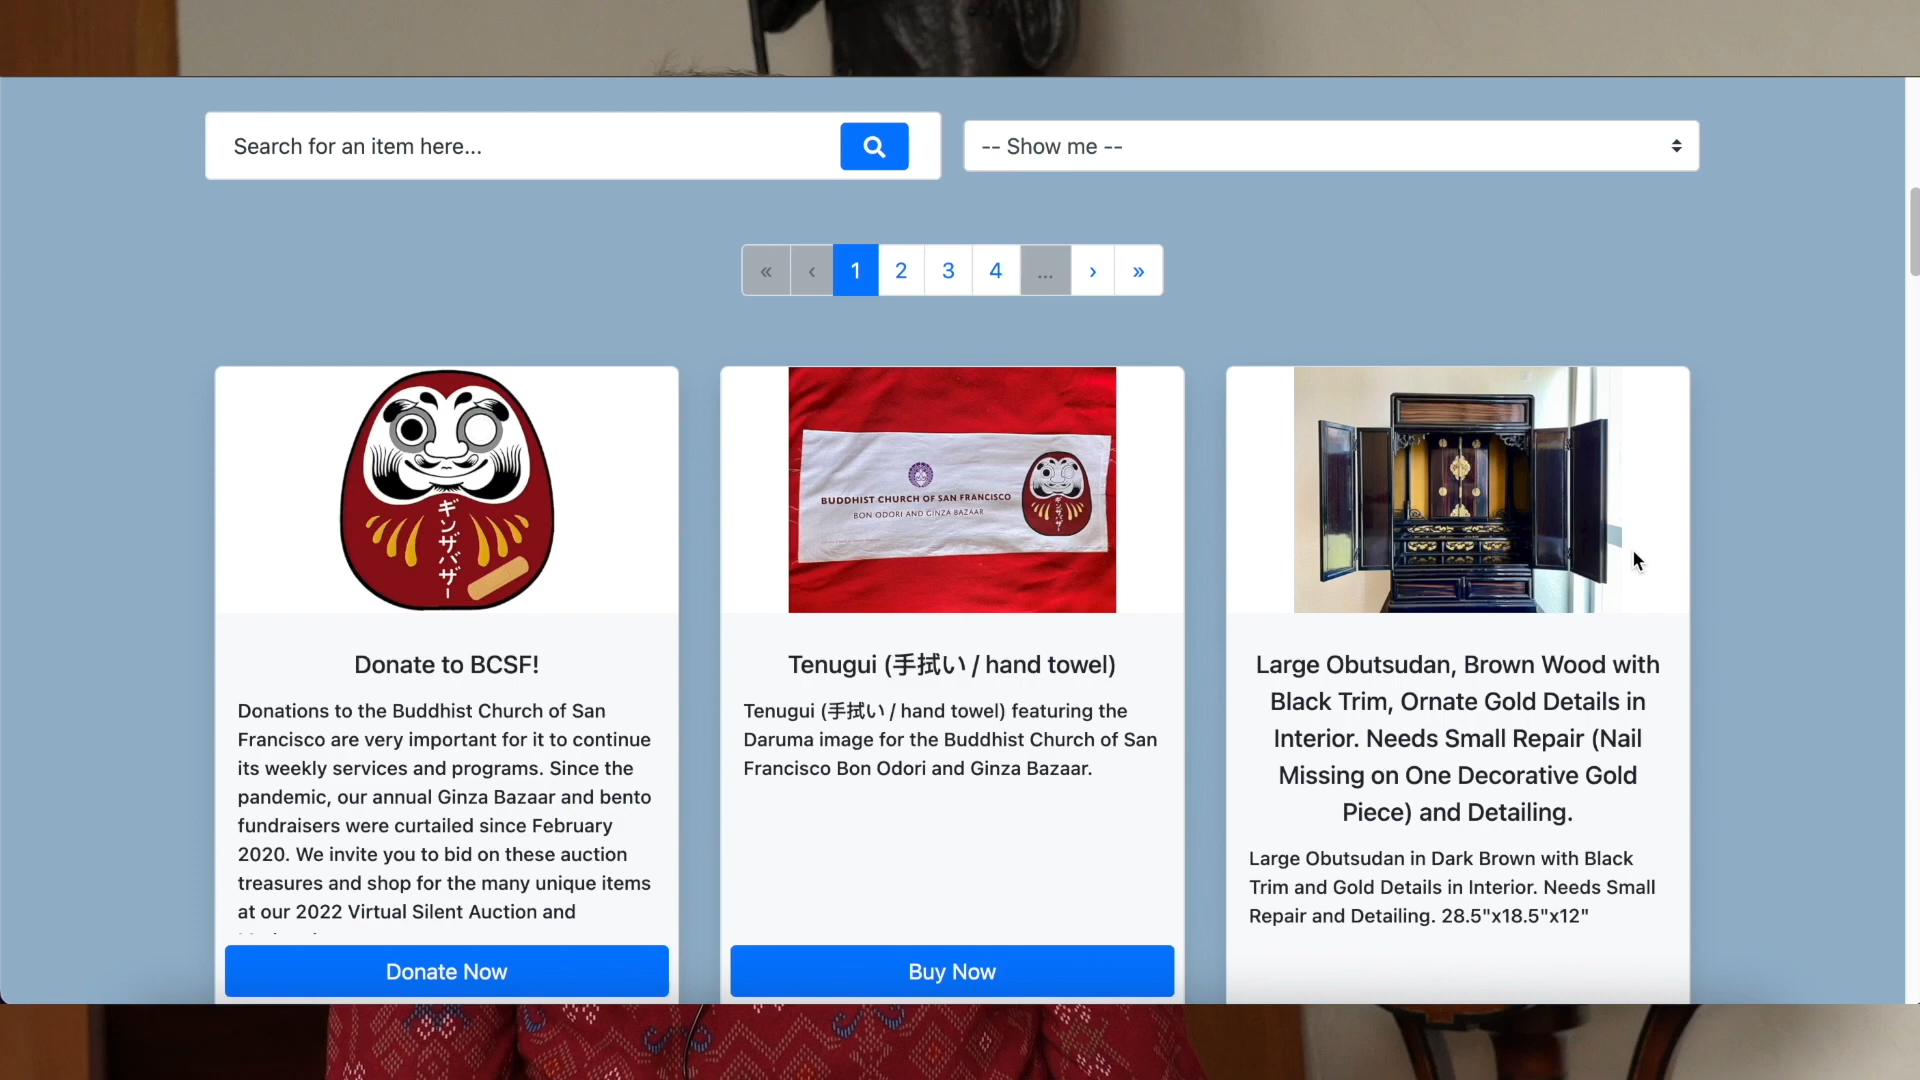 Search for an item here...
-- Show me --
« ‹ 1 2 3 4 ... › »
ギンザバザー
BUDDHIST CHURCH OF SAN FRANCISCO
BON ODORI AND GINZA BAZAAR
Donate to BCSF!
Donations to the Buddhist Church of San
Francisco are very important for it to continue
its weekly services and programs. Since the
pandemic, our annual Ginza Bazaar and bento
fundraisers were curtailed since February
2020. We invite you to bid on these auction
treasures and shop for the many unique items
at our 2022 Virtual Silent Auction and
Donate Now
Tenugui (手拭い / hand towel)
Tenugui (手拭い / hand towel) featuring the
Daruma image for the Buddhist Church of San
Francisco Bon Odori and Ginza Bazaar.
Buy Now
Large Obutsudan, Brown Wood with
Black Trim, Ornate Gold Details in
Interior. Needs Small Repair (Nail
Missing on One Decorative Gold
Piece) and Detailing.
Large Obutsudan in Dark Brown with Black
Trim and Gold Details in Interior. Needs Small
Repair and Detailing. 28.5"x18.5"x12"